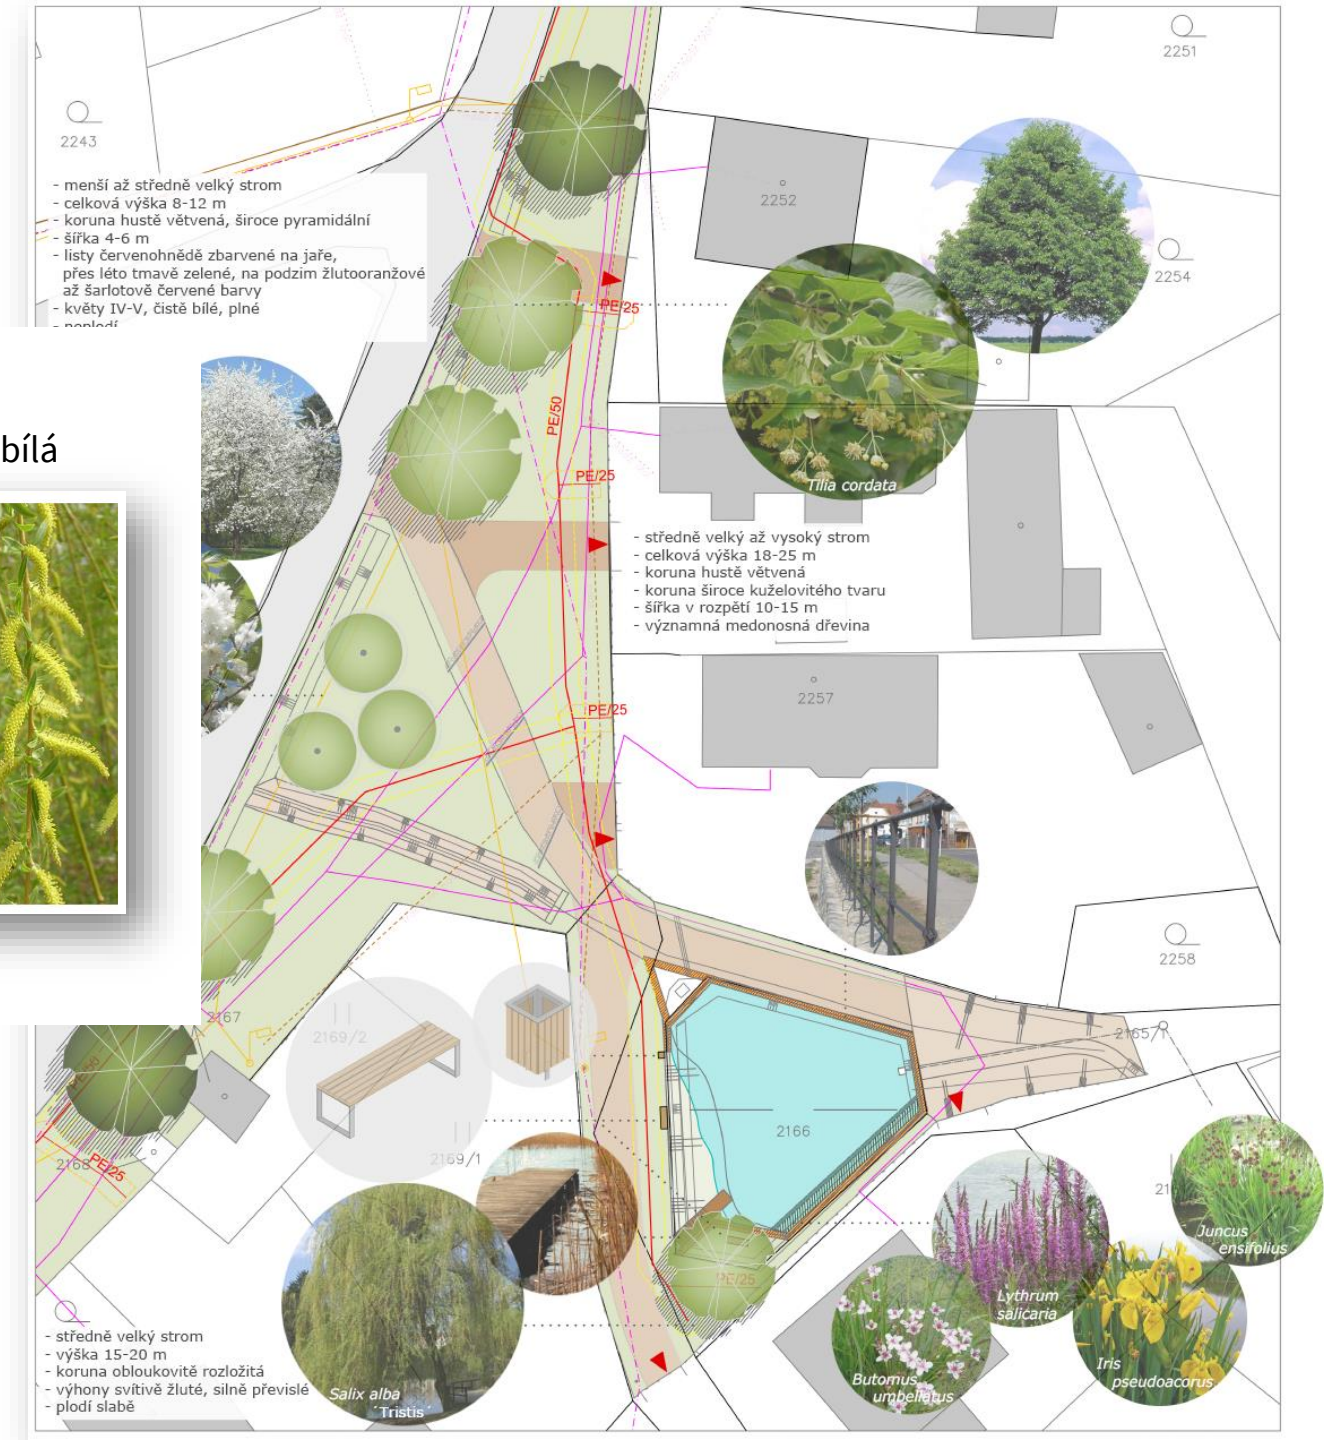 2251
2243
- menší až středně velký strom
- celková výška 8-12 m
- koruna hustě větvená, široce pyramidální
- šířka 4-6 m
- listy červenohnědě zbarvené na jaře,
přes léto tmavě zelené, na podzim žlutooranžové
až šarlotově červené barvy
- květy IV-V, čistě bílé, plné
- neplodí
2252
2254
PE/25
bílá
PE/50
PE/25
Tilia cordata
- středně velký až vysoký strom
- celková výška 18-25 m
- koruna hustě větvená
- koruna široce kuželovitého tvaru
- šířka v rozpětí 10-15 m
- významná medonosná dřevina
2257
PE/25
2258
2167
2169/2
2165/1
2166
2169/1
PE/50
2168
PE/25
Juncus
ensifolius
Lythrum
salicaria
PE/25
Iris
pseudoacorus
Butomus
umbellatus
- středně velký strom
- výška 15-20 m
- koruna obloukovitě rozložitá
- výhony svítivě žluté, silně převislé
- plodí slabě
Salix alba
´Tristis´